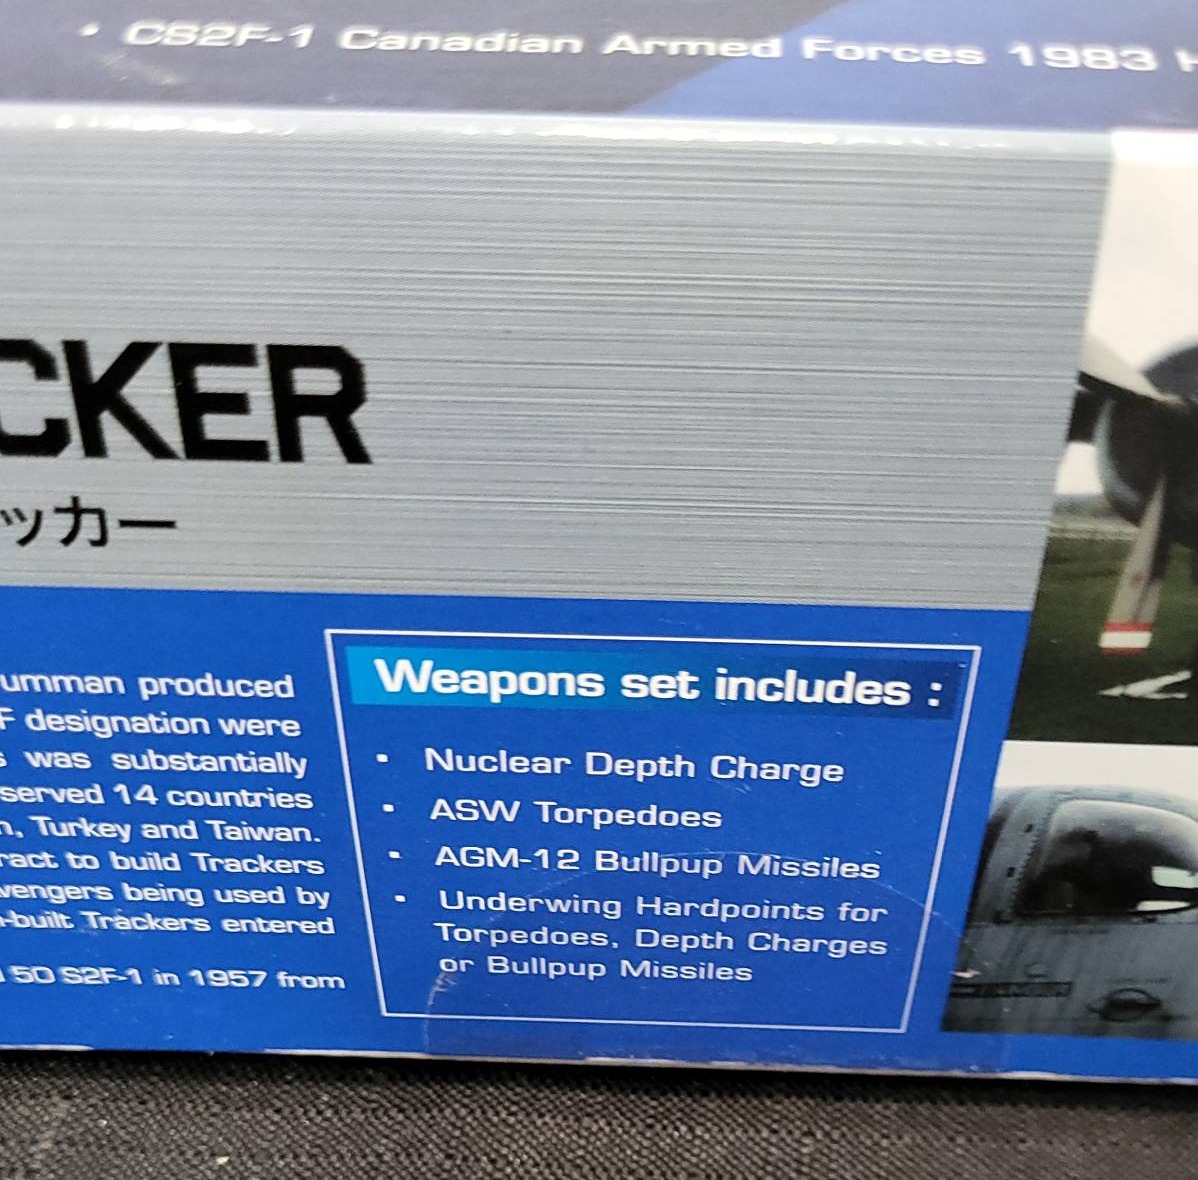 • CS2F-1 Canadian Armed Forces 1983 H
CKER
ッカー
umman produced
F designation were
s was substantially
served 14 countries
n, Turkey and Taiwan.
ract to build Trackers
vengers being used by
-built Trackers entered
50 S2F-1 in 1957 from
Weapons set includes :
• Nuclear Depth Charge
• ASW Torpedoes
• AGM-12 Bullpup Missiles
• Underwing Hardpoints for
Torpedoes, Depth Charges
or Bullpup Missiles